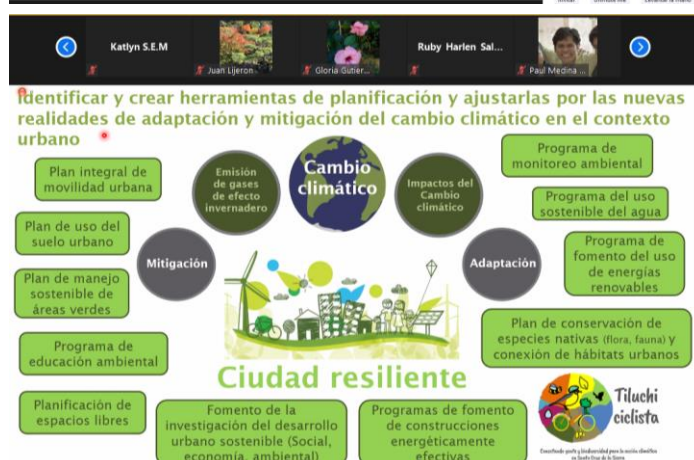 Katlyn S.E.M
Juan Lijeron
Gloria Gutier...
Ruby Harlen Sal...
Paul Medina ...
Identificar y crear herramientas de planificación y ajustarlas por las nuevas
realidades de adaptación y mitigación del cambio climático en el contexto
urbano
Plan integral de
movilidad urbana
Plan de uso del
suelo urbano
Plan de manejo
sostenible de
áreas verdes
Programa de
educación ambiental
Planificación de
espacios libres
Mitigación
Emisión
de gases
de efecto
invernadero
Cambio
climático
Impactos del
Cambio
climático
Adaptación
Programa de
monitoreo ambiental
Programa del uso
sostenible del agua
Programa de
fomento del uso
de energías
renovables
Plan de conservación de
especies nativas (flora, fauna) y
conexión de hábitats urbanos
Ciudad resiliente
Fomento de la
investigación del desarrollo
urbano sostenible (Social,
economía, ambiental)
Programas de fomento
de construcciones
energéticamente
efectivas
Tiluchi
ciclista